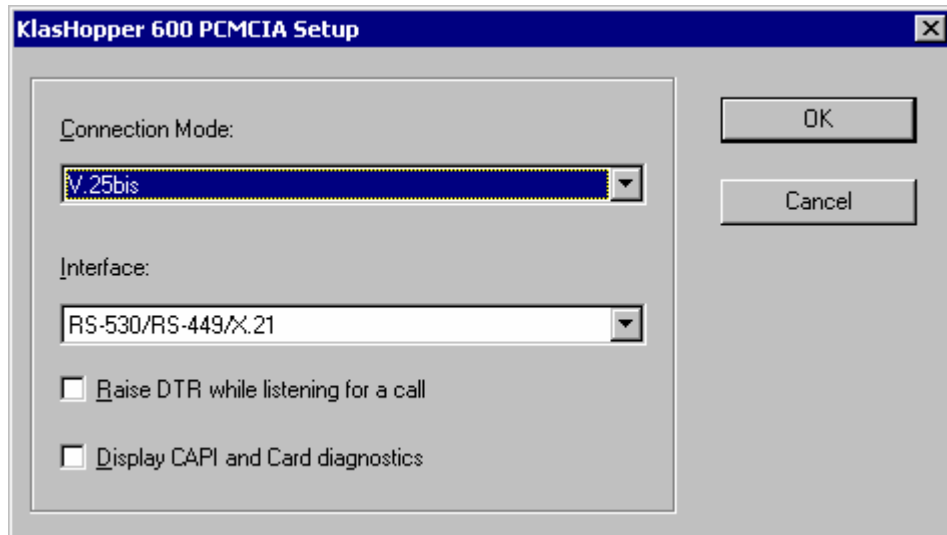 KlasHopper 600 PCMCIA Setup
Connection Mode:
V.25bis
Interface:
RS-530/RS-449/X.21
Raise DTR while listening for a call
Display CAPI and Card diagnostics
OK
Cancel